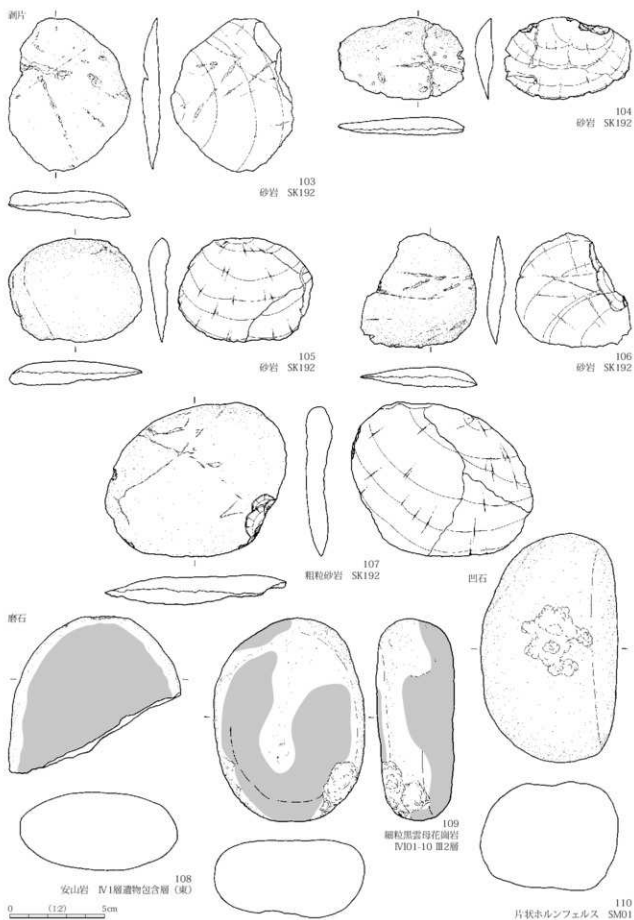 剥片
103
砂岩 SK192
104
砂岩 SK192
105
砂岩 SK192
106
砂岩 SK192
107
粗粒砂岩 SK192
凹石
磨石
108
安山岩 Ⅳ1層遺物包含層（東）
109
細粒黒雲母花崗岩
ⅣI01-10 Ⅲ2層
110
片状ホルンフェルス SM01
0 (1:2) 5cm